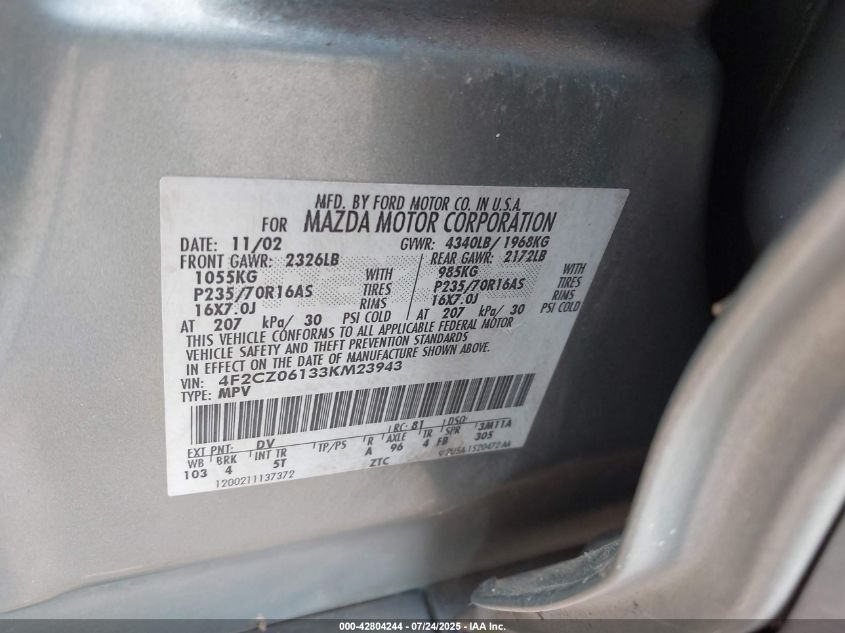 MFD. BY FORD MOTOR CO. IN U.S.A.
FOR MAZDA MOTOR CORPORATION
DATE: 11/02 GVWR: 4340LB/ 1968KG
FRONT GAWR: 2326LB REAR GAWR: 2172LB
1055KG WITH 985KG WITH
P235/70R16AS TIRES P235/70R16AS TIRES
16X7.0J RIMS 16X7.0J RIMS
AT 207 kPa/ 30 PSI COLD AT 207 kPa/ 30 PSI COLD
THIS VEHICLE CONFORMS TO ALL APPLICABLE FEDERAL MOTOR
VEHICLE SAFETY AND THEFT PREVENTION STANDARDS
IN EFFECT ON THE DATE OF MANUFACTURE SHOWN ABOVE.
VIN: 4F2CZ06133KM23943
TYPE: MPV
EXT PNT: DV RC: 81 DSO: 3M11A
WB BRK INT TR TP/PS R AXLE TR SPR
103 4 5T A 96 4 FB 305
1200211137372 ZTC
000-42804244 - 07/24/2025 - IAA Inc.